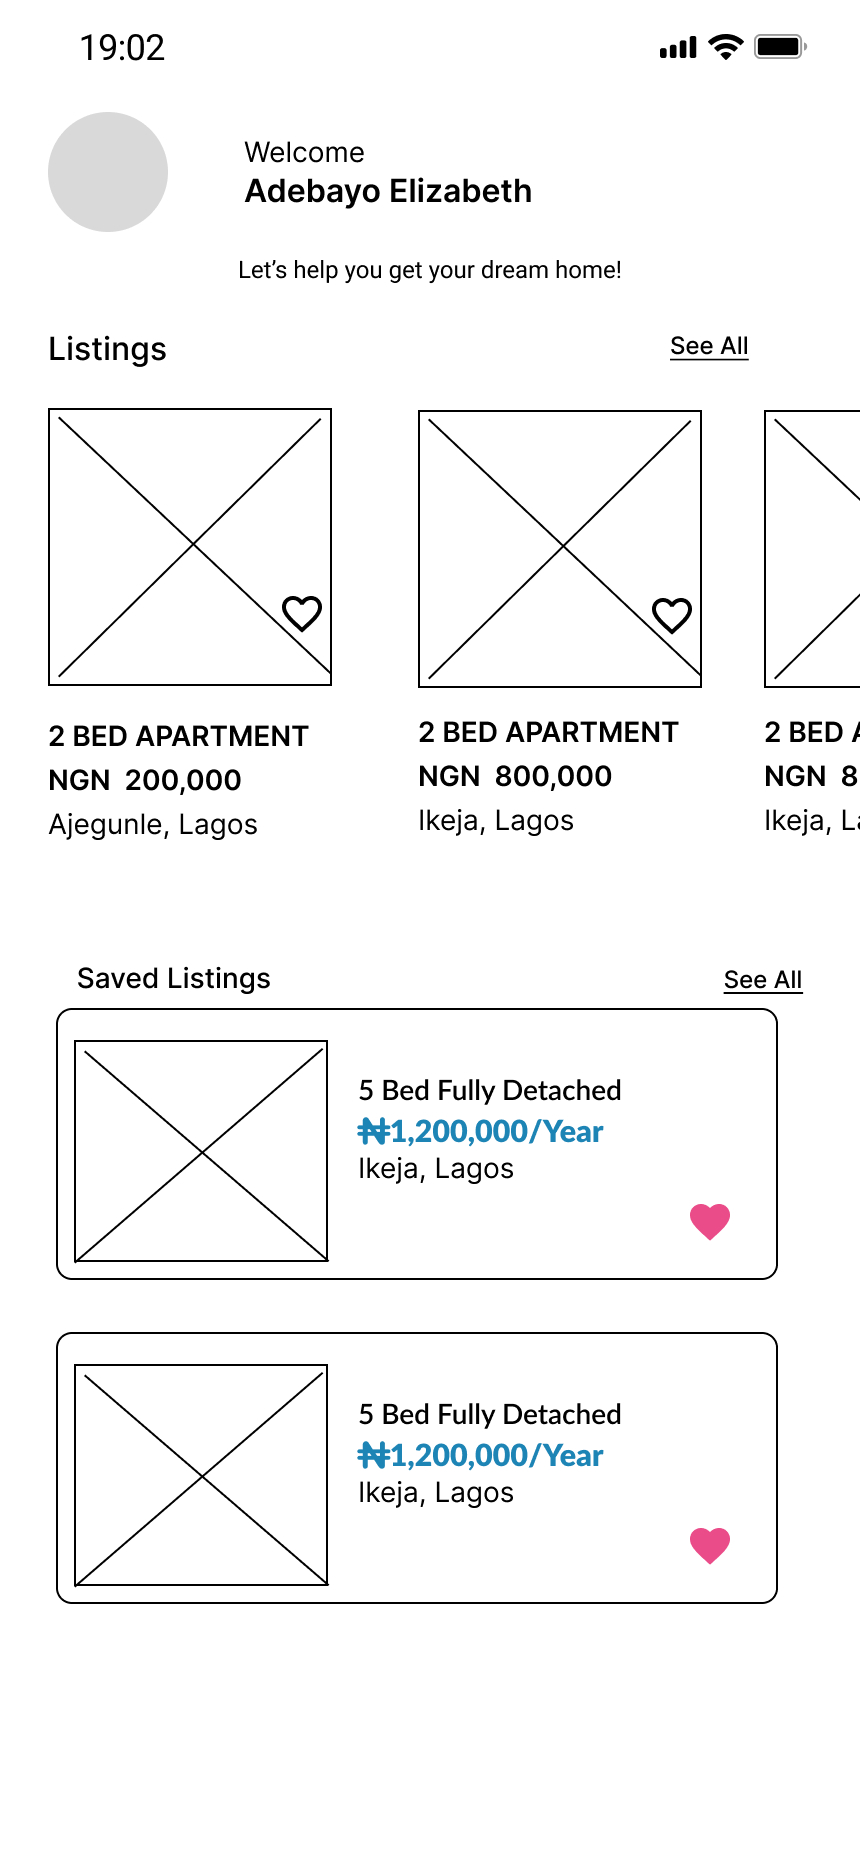 19:02
Welcome
Adebayo Elizabeth
Let’s help you get your dream home!
Listings
See All
2 BED APARTMENT
NGN  200,000
Ajegunle, Lagos
2 BED APARTMENT
NGN  800,000
Ikeja, Lagos
2 BED
NGN  8
Ikeja,
Saved Listings
See All
5 Bed Fully Detached
₦1,200,000/Year
Ikeja, Lagos
5 Bed Fully Detached
₦1,200,000/Year
Ikeja, Lagos